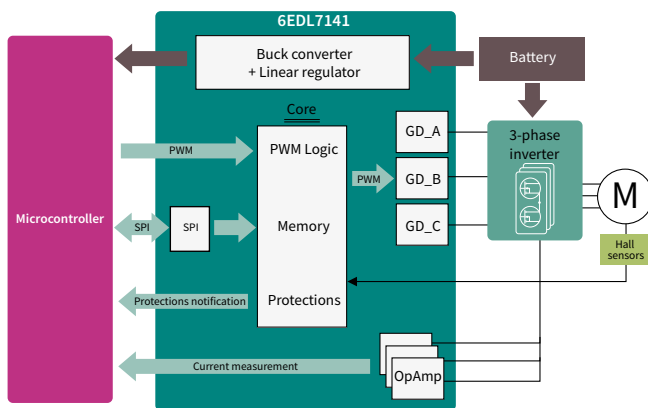 6EDL7141
Buck converter
+ Linear regulator
Battery
Core
GD_A
3-phase
inverter
PWM
PWM Logic
PWM
GD_B
M
Microcontroller
SPI
SPI
Memory
GD_C
Hall
sensors
Protections notification
Protections
Current measurement
OpAmp